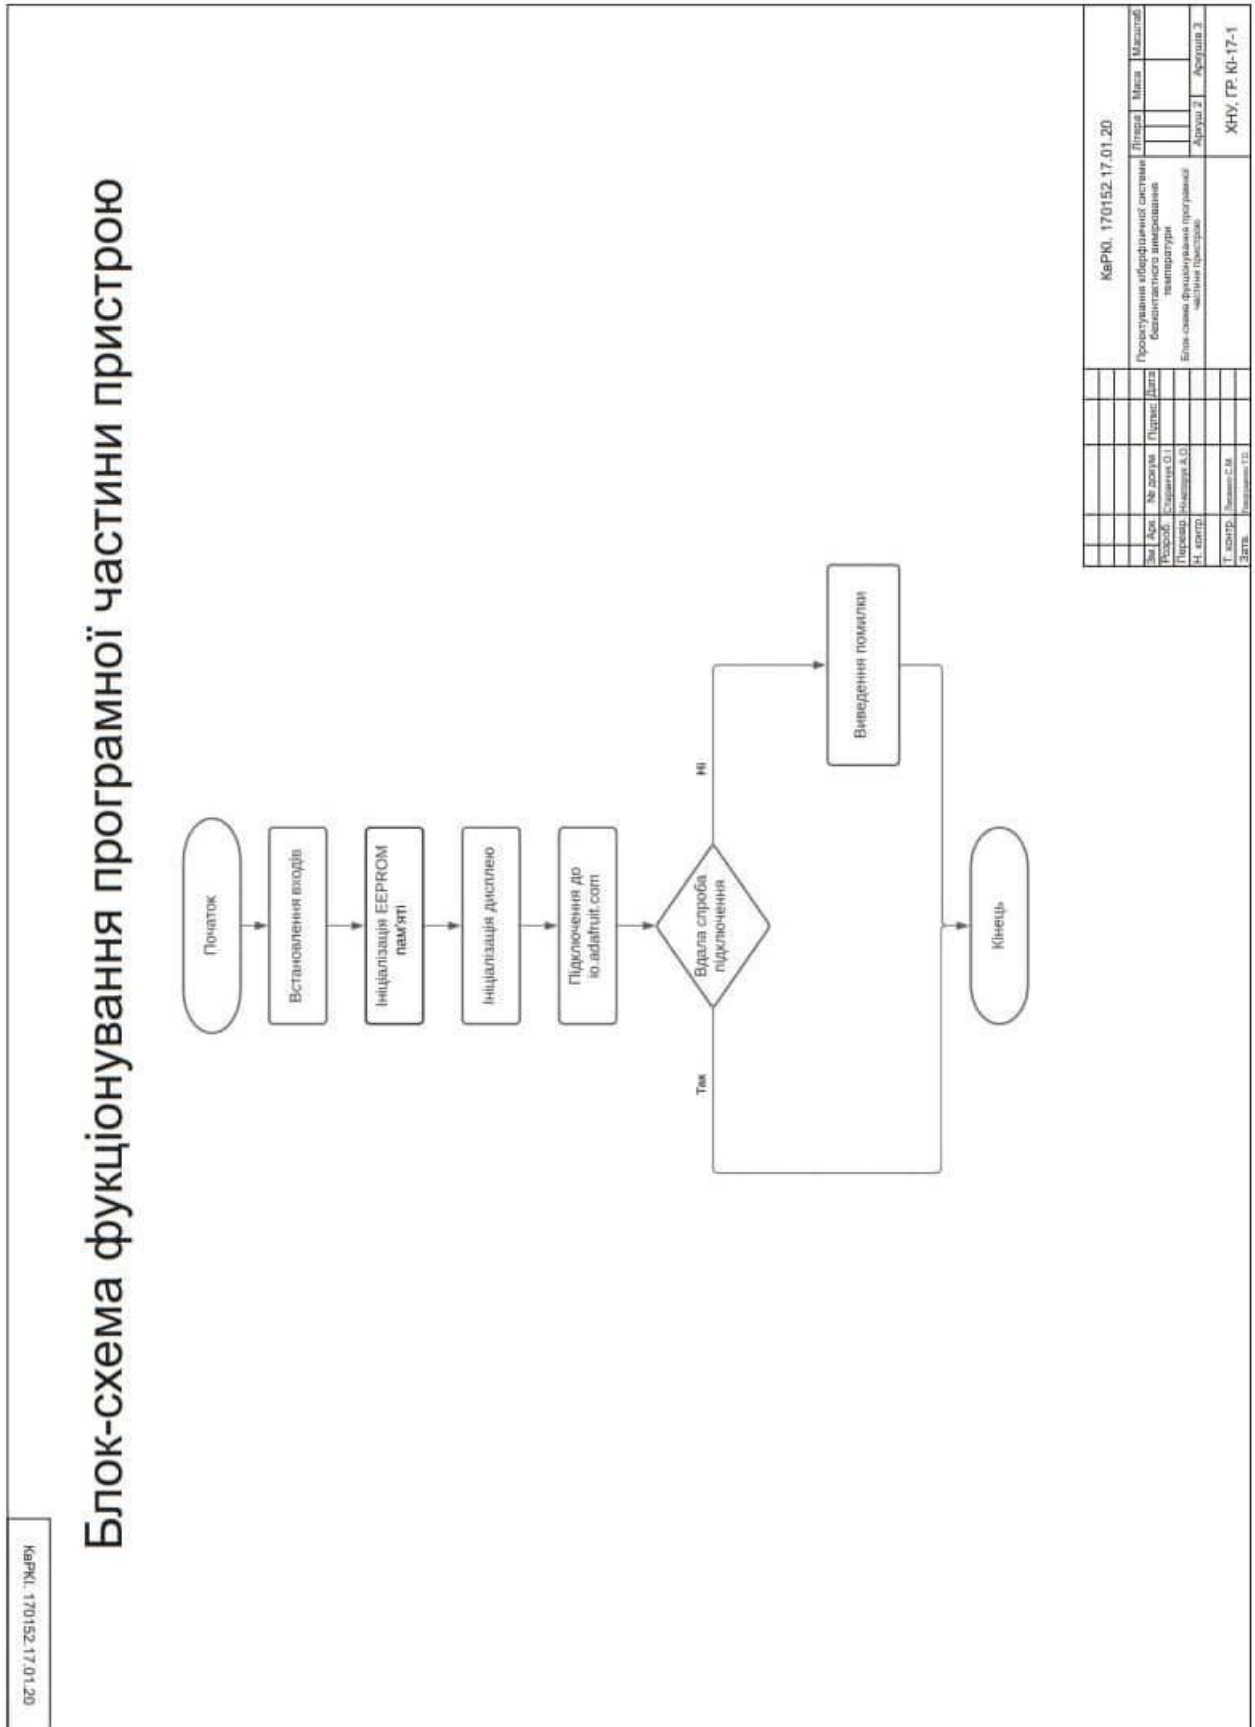 КвРКІ. 170152.17.01.20
Блок-схема фукціонування програмної частини пристрою
Початок
Встановлення входів
Ініціалізація EEPROM
пам'яті
Ініціалізація дисплею
Підключення до
io.adafruit.com
Вдала спроба
підключення
Так
Ні
Виведення помилки
Кінець
КвРКІ. 170152.17.01.20
Зм. Арк. № докум. Підпис Дата
Розроб.
Перевір.
Н. контр.
Т. контр.
Затв.
Проєктування кіберфізичної системи
безконтактного вимірювання
температури
Блок-схема фукціонування програмної
частини пристрою
Літера Маса Масштаб
Аркуш 2 Аркушів 3
ХНУ, ГР. КІ-17-1